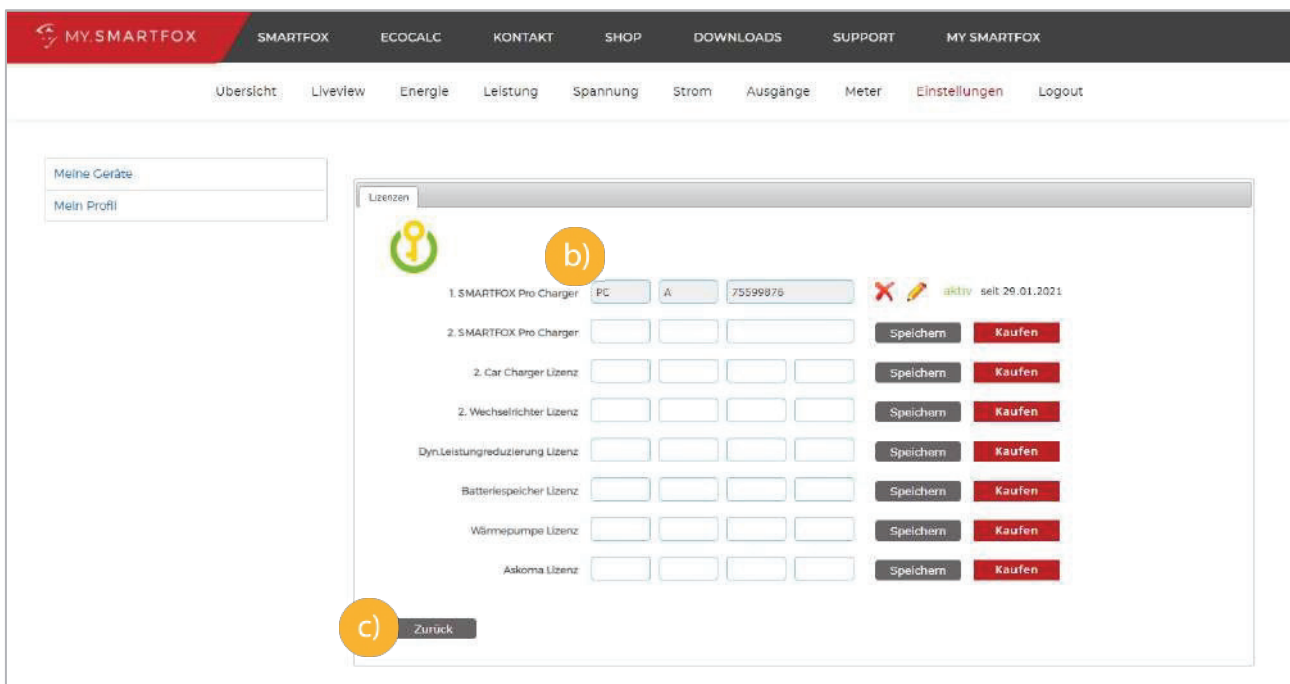 MY.SMARTFOX SMARTFOX ECOCALC KONTAKT SHOP DOWNLOADS SUPPORT MY SMARTFOX
Übersicht Liveview Energie Leistung Spannung Strom Ausgänge Meter Einstellungen Logout
Meine Geräte
Mein Profil
Lizenzen
b)
1. SMARTFOX Pro Charger PC A 75599876 aktiv seit 29.01.2021
2. SMARTFOX Pro Charger Speichern Kaufen
2. Car Charger Lizenz Speichern Kaufen
2. Wechselrichter Lizenz Speichern Kaufen
Dyn.Leistungreduzierung Lizenz Speichern Kaufen
Batteriespeicher Lizenz Speichern Kaufen
Wärmepumpe Lizenz Speichern Kaufen
Askoma Lizenz Speichern Kaufen
c) Zurück